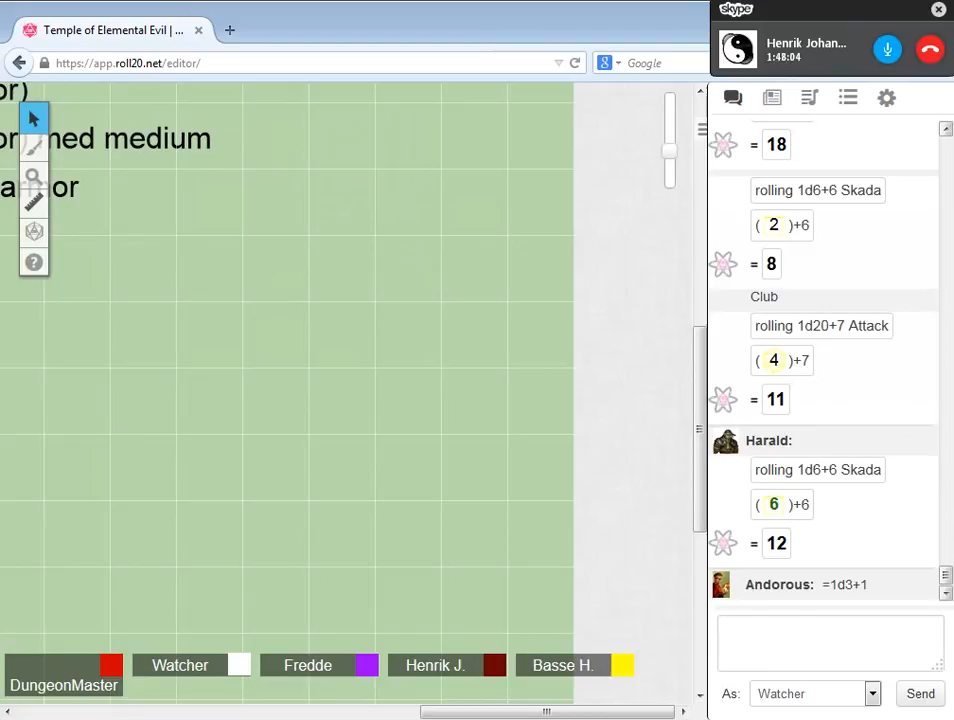 Temple of Elemental Evil | ...
https://app.roll20.net/editor/
Google
skype
Henrik Johan...
1:48:04
or)
or) med medium
armor
= 18
rolling 1d6+6 Skada
( 2 )+6
= 8
Club
rolling 1d20+7 Attack
( 4 )+7
= 11
Harald:
rolling 1d6+6 Skada
( 6 )+6
= 12
Andorous: =1d3+1
DungeonMaster
Watcher
Fredde
Henrik J.
Basse H.
As: Watcher
Send